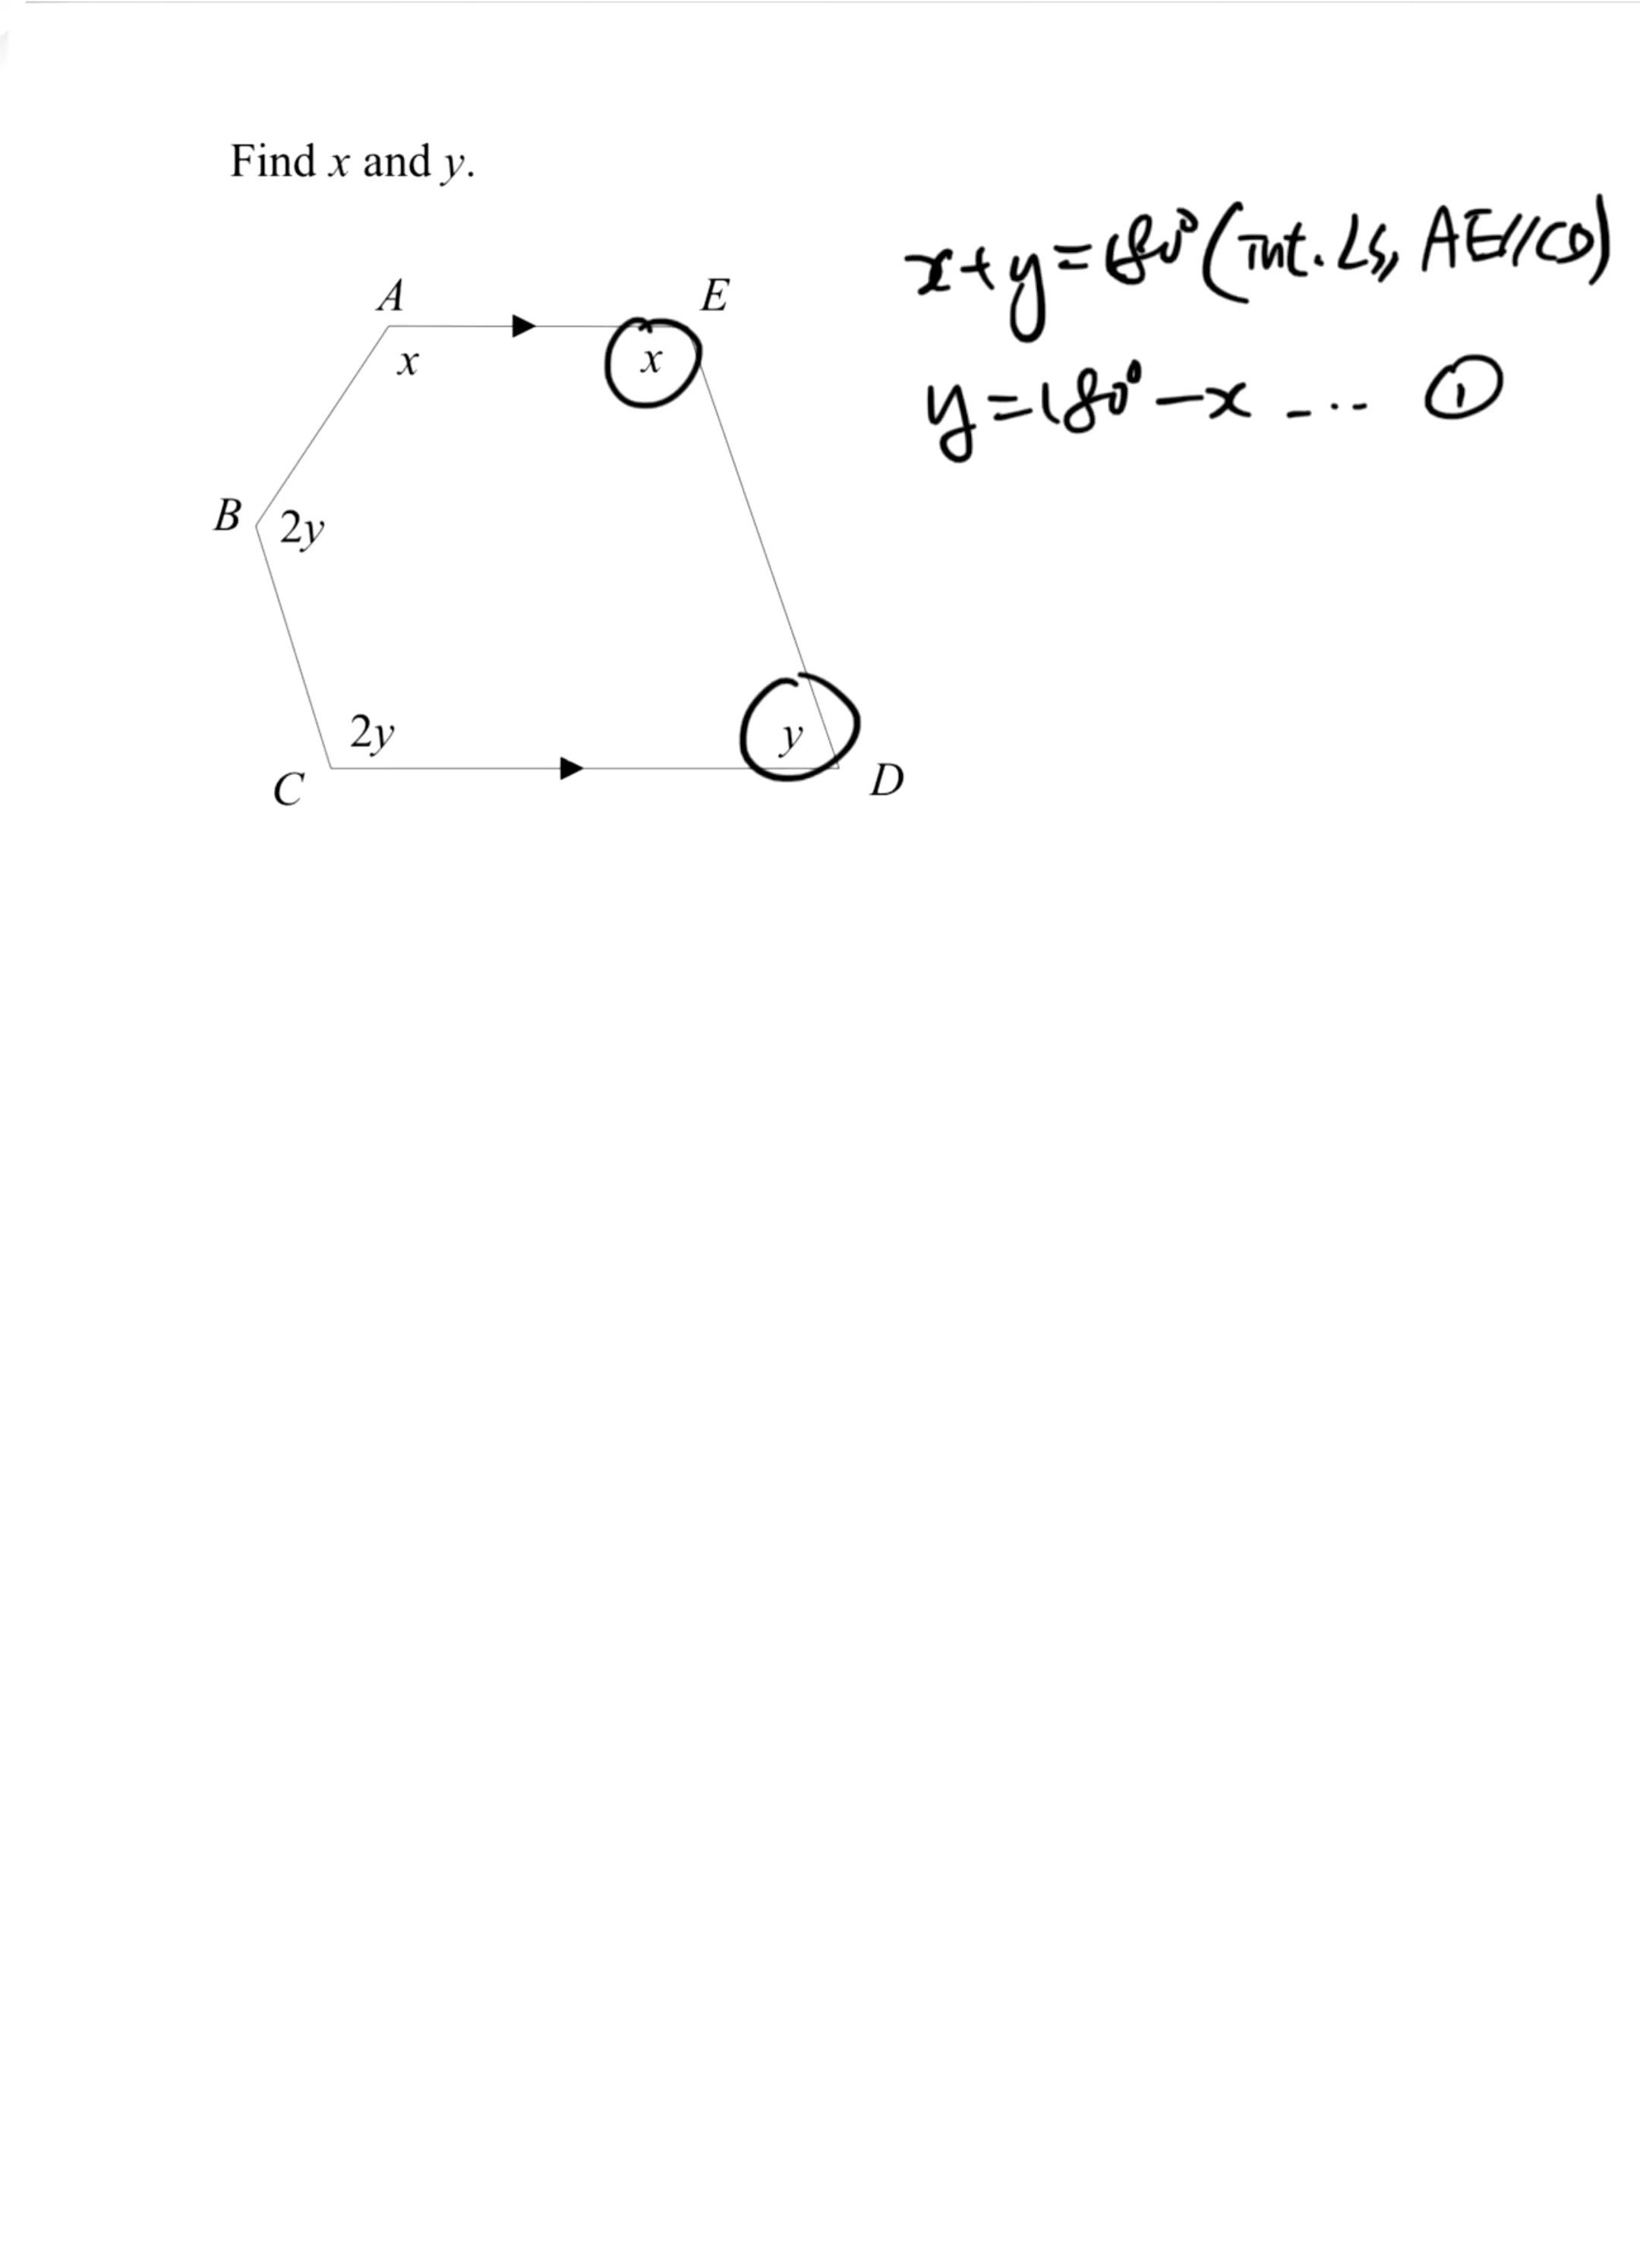 Find x and y.
x+y=180° (int. ∠s, AE//CD)
y=180°-x ... ①
A
E
x
x
B
2y
2y
y
C
D